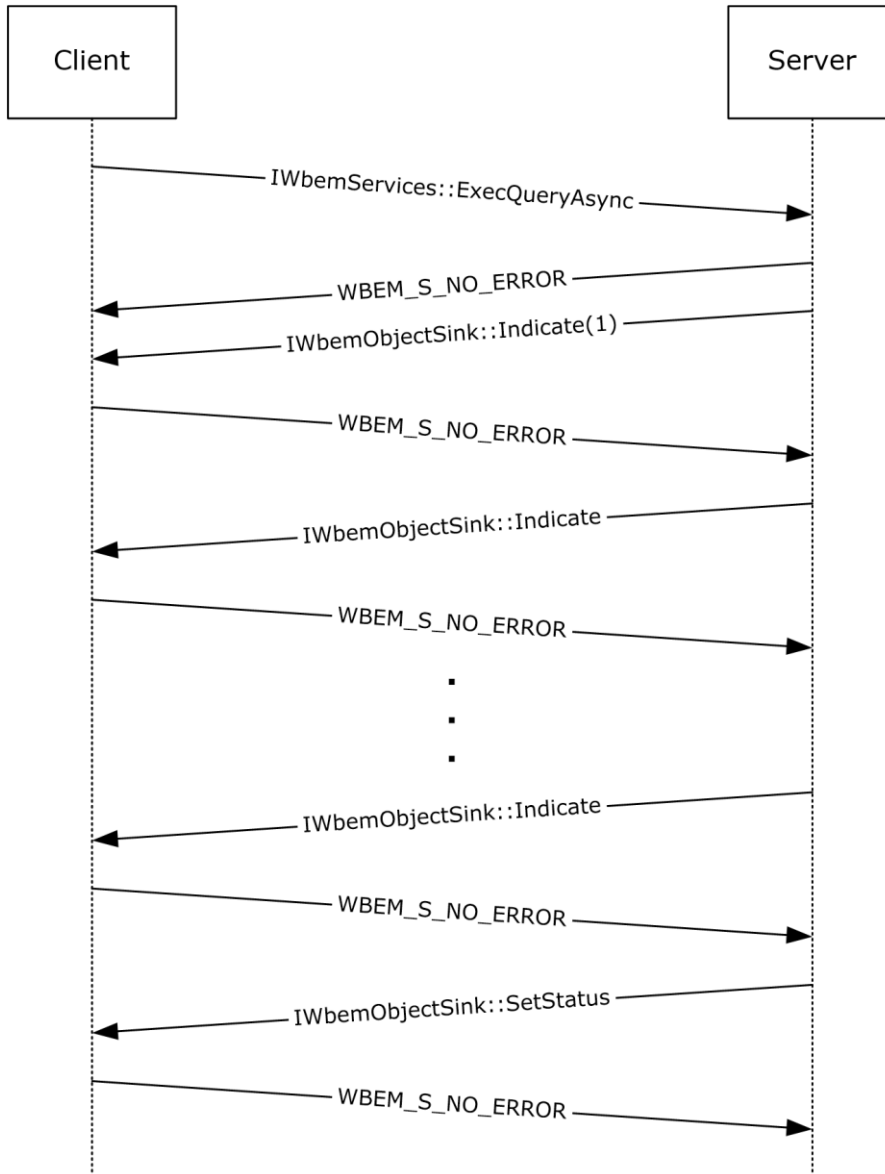 Client
Server
IWbemServices::ExecQueryAsync
WBEM_S_NO_ERROR
IWbemObjectSink::Indicate(1)
WBEM_S_NO_ERROR
IWbemObjectSink::Indicate
WBEM_S_NO_ERROR
IWbemObjectSink::Indicate
WBEM_S_NO_ERROR
IWbemObjectSink::SetStatus
WBEM_S_NO_ERROR